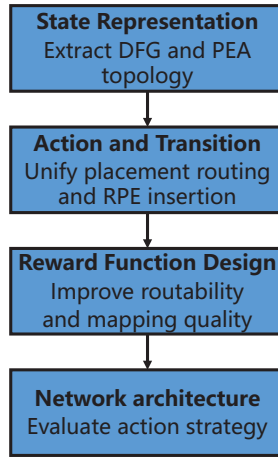 State Representation
Extract DFG and PEA
topology
Action and Transition
Unify placement routing
and RPE insertion
Reward Function Design
Improve routability
and mapping quality
Network architecture
Evaluate action strategy